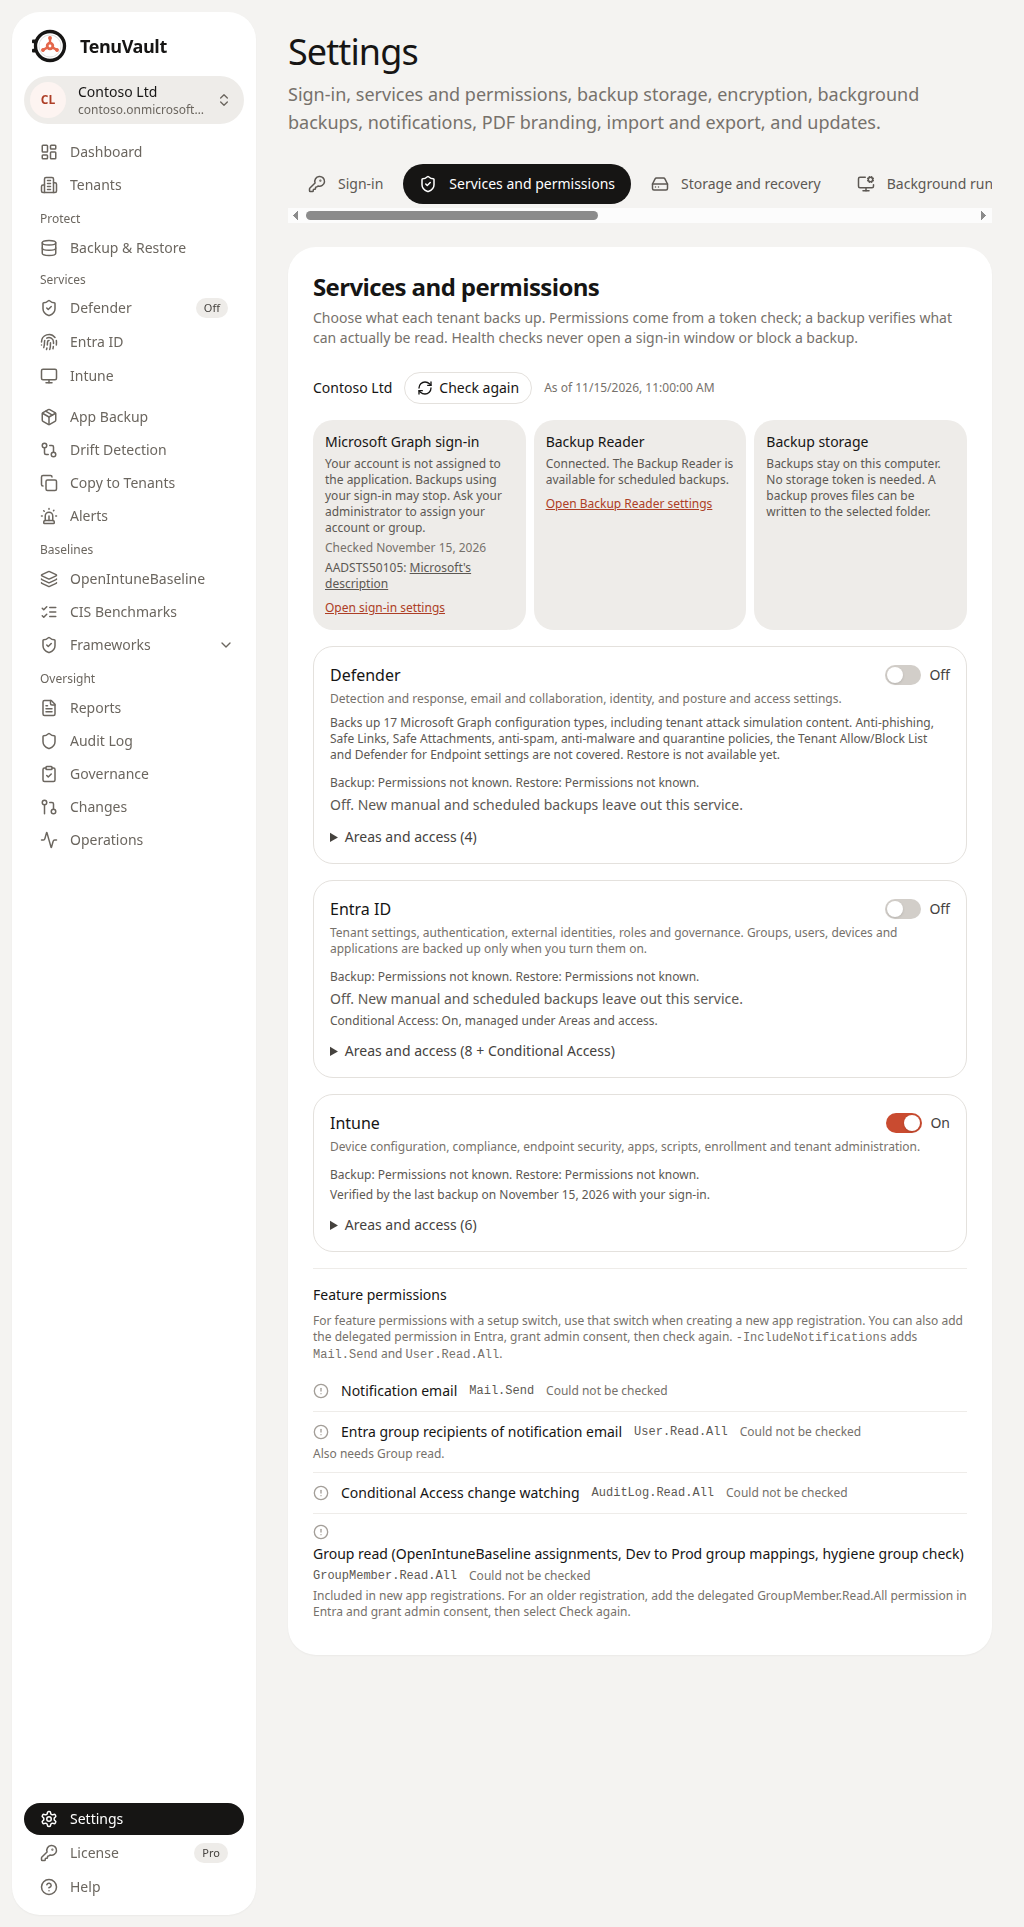 TenuVault
CL
Contoso Ltd
contoso.onmicrosoft...
Dashboard
Tenants
Protect
Backup & Restore
Services
Defender
Off
Entra ID
Intune
App Backup
Drift Detection
Copy to Tenants
Alerts
Baselines
OpenIntuneBaseline
CIS Benchmarks
Frameworks
Oversight
Reports
Audit Log
Governance
Changes
Operations
Settings
License
Pro
Help
Settings
Sign-in, services and permissions, backup storage, encryption, background
backups, notifications, PDF branding, import and export, and updates.
Sign-in
Services and permissions
Storage and recovery
Background run
Services and permissions
Choose what each tenant backs up. Permissions come from a token check; a backup verifies what
can actually be read. Health checks never open a sign-in window or block a backup.
Contoso Ltd
Check again
As of 11/15/2026, 11:00:00 AM
Microsoft Graph sign-in
Your account is not assigned to
the application. Backups using
your sign-in may stop. Ask your
administrator to assign your
account or group.
Checked November 15, 2026
AADSTS50105: Microsoft's
description
Open sign-in settings
Backup Reader
Connected. The Backup Reader is
available for scheduled backups.
Open Backup Reader settings
Backup storage
Backups stay on this computer.
No storage token is needed. A
backup proves files can be
written to the selected folder.
Defender
Off
Detection and response, email and collaboration, identity, and posture and access settings.
Backs up 17 Microsoft Graph configuration types, including tenant attack simulation content. Anti-phishing,
Safe Links, Safe Attachments, anti-spam, anti-malware and quarantine policies, the Tenant Allow/Block List
and Defender for Endpoint settings are not covered. Restore is not available yet.
Backup: Permissions not known. Restore: Permissions not known.
Off. New manual and scheduled backups leave out this service.
Areas and access (4)
Entra ID
Off
Tenant settings, authentication, external identities, roles and governance. Groups, users, devices and
applications are backed up only when you turn them on.
Backup: Permissions not known. Restore: Permissions not known.
Off. New manual and scheduled backups leave out this service.
Conditional Access: On, managed under Areas and access.
Areas and access (8 + Conditional Access)
Intune
On
Device configuration, compliance, endpoint security, apps, scripts, enrollment and tenant administration.
Backup: Permissions not known. Restore: Permissions not known.
Verified by the last backup on November 15, 2026 with your sign-in.
Areas and access (6)
Feature permissions
For feature permissions with a setup switch, use that switch when creating a new app registration. You can also add
the delegated permission in Entra, grant admin consent, then check again. -IncludeNotifications adds
Mail.Send and User.Read.All.
Notification email Mail.Send Could not be checked
Entra group recipients of notification email User.Read.All Could not be checked
Also needs Group read.
Conditional Access change watching AuditLog.Read.All Could not be checked
Group read (OpenIntuneBaseline assignments, Dev to Prod group mappings, hygiene group check)
GroupMember.Read.All Could not be checked
Included in new app registrations. For an older registration, add the delegated GroupMember.Read.All permission in
Entra and grant admin consent, then select Check again.